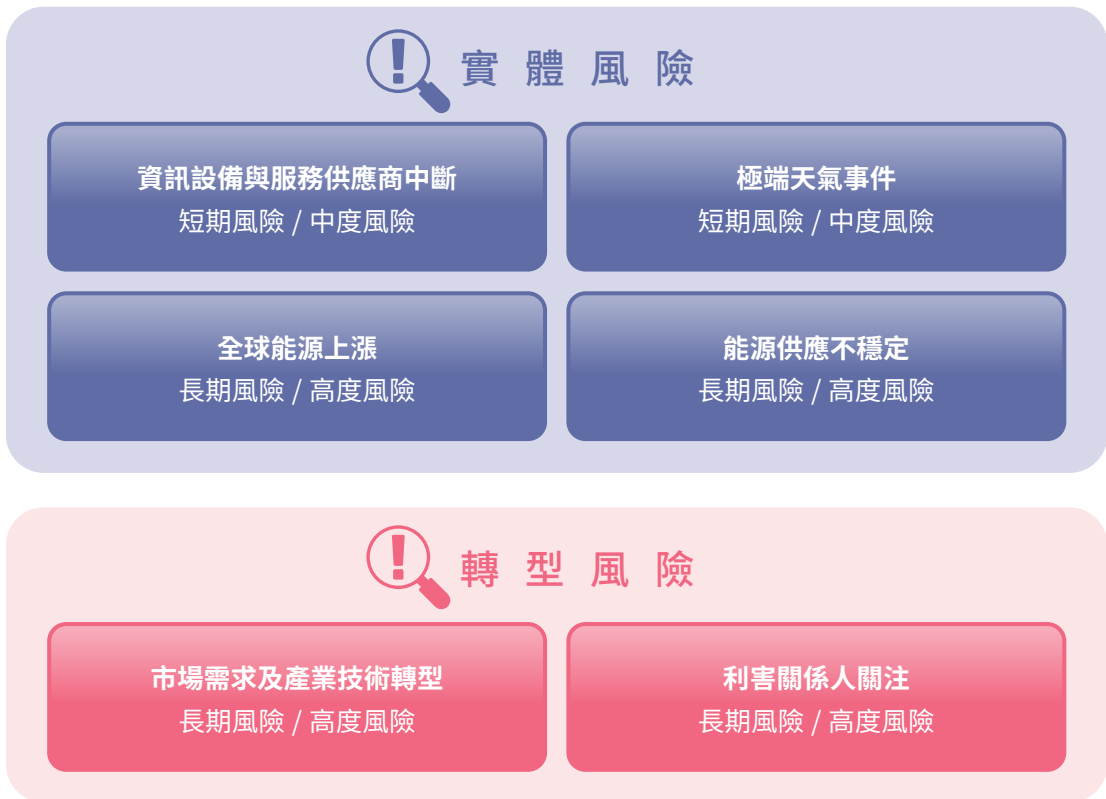 實體風險
資訊設備與服務供應商中斷
短期風險 / 中度風險
極端天氣事件
短期風險 / 中度風險
全球能源上漲
長期風險 / 高度風險
能源供應不穩定
長期風險 / 高度風險
轉型風險
市場需求及產業技術轉型
長期風險 / 高度風險
利害關係人關注
長期風險 / 高度風險